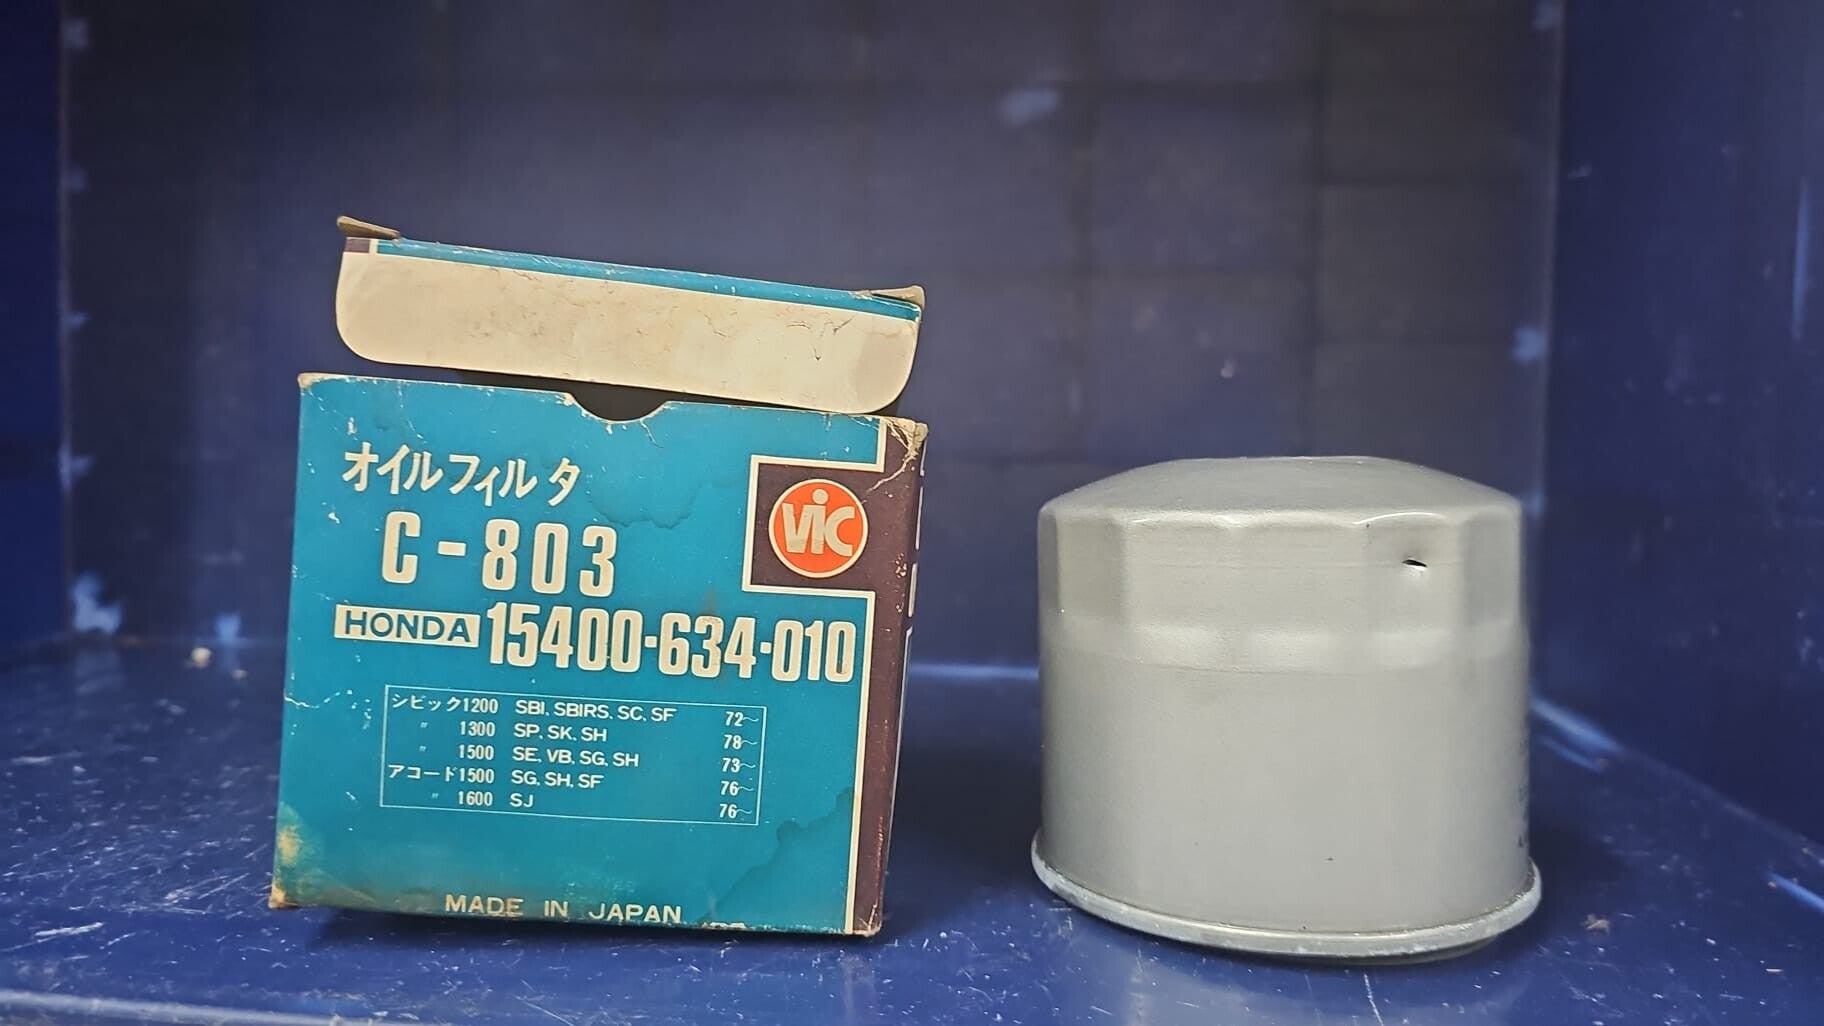 オイルフィルタ
C-803
VIC
HONDA 15400-634-010
シビック1200 SBI, SBIRS, SC, SF 72~
〃 1300 SP, SK, SH 78~
〃 1500 SE, VB, SG, SH 73~
アコード1500 SG, SH, SF 76~
〃 1600 SJ 76~
MADE IN JAPAN